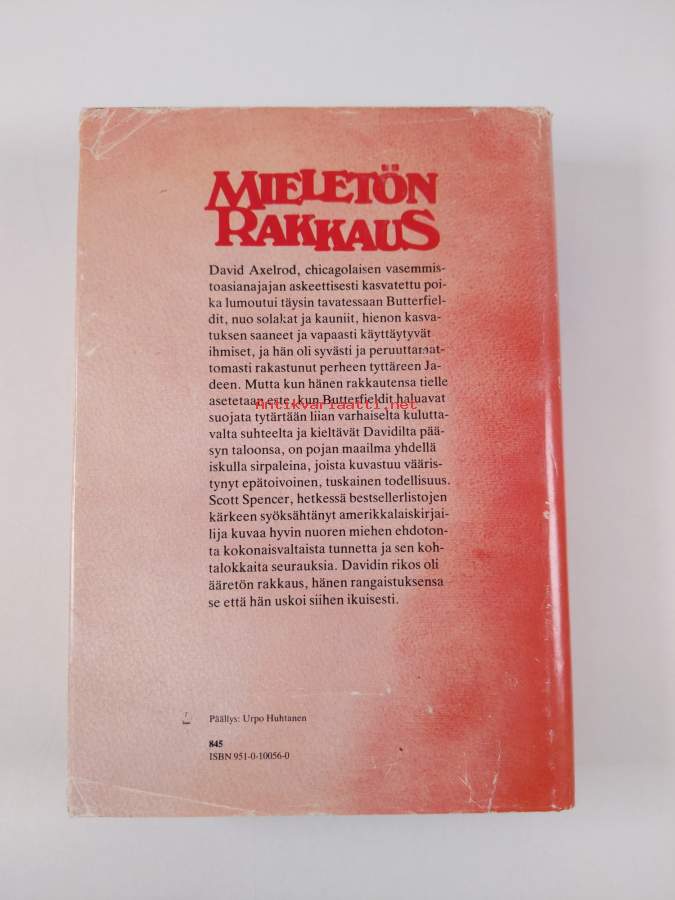 MIELETÖN
RAKKAUS
David Axelrod, chicagolaisen vasemmis-
toasianajajan askeettisesti kasvatettu poi-
ka lumoutui täysin tavatessaan Butterfiel-
dit, nuo solakat ja kauniit, hienon kasva-
tuksen saaneet ja vapaasti käyttäytyvät
ihmiset, ja hän oli syvästi ja peruuttamat-
tomasti rakastunut perheen tyttäreen Ja-
deen. Mutta kun hänen rakkautensa tielle
asetetaan este, kun Butterfieldit haluavat
Antikvariaatti.net
suojata tytärtään liian varhaiselta kulutta-
valta suhteelta ja kieltävät Davidilta pää-
syn taloonsa, on pojan maailma yhdellä
iskulla sirpaleina, joista kuvastuu vääris-
tynyt epätoivoinen, tuskainen todellisuus.
Scott Spencer, hetkessä bestsellerlistojen
kärkeen syöksähtänyt amerikkalaiskirjai-
lija kuvaa hyvin nuoren miehen ehdoton-
ta kokonaisvaltaista tunnetta ja sen koh-
talokkaita seurauksia. Davidin rikos oli
ääretön rakkaus, hänen rangaistuksensa
se että hän uskoi siihen ikuisesti.
Päällys: Urpo Huhtanen
845
ISBN 951-0-10056-0